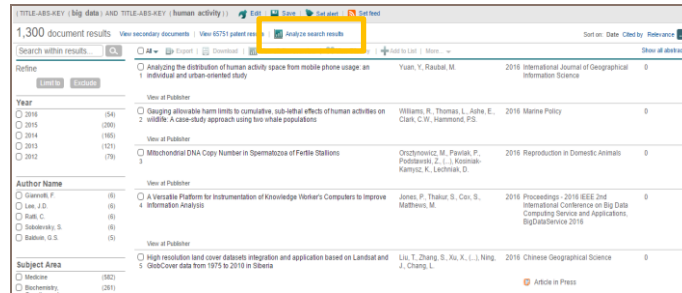 ( TITLE-ABS-KEY ( big data ) AND TITLE-ABS-KEY ( human activity ) ) Edit | Save | Set alert | Set feed
1,300 document results View secondary documents | View 65751 patent results | Analyze search results Sort on: Date Cited by Relevance
Search within results... All Export | Download | Add to List | More... Show all abstracts
Refine
Limit to Exclude
Year
2016 (54)
2015 (280)
2014 (165)
2013 (121)
2012 (79)
Author Name
Giannotti, F. (6)
Lee, J D. (6)
Ratti, C. (6)
Sobolevsky, S. (6)
Baldwin, G.S. (5)
Subject Area
Medicine (582)
Biochemistry, (261)
Analyzing the distribution of human activity space from mobile phone usage: an Yuan, Y., Raubal, M. 2016 International Journal of Geographical 0
1 individual and urban-oriented study Information Science
View at Publisher
Gauging allowable harm limits to cumulative, sub-lethal effects of human activities on Williams, R., Thomas, L., Ashe, E., 2016 Marine Policy 0
2 wildlife: A case-study approach using two whale populations Clark, C.W., Hammond, P.S.
View at Publisher
Mitochondrial DNA Copy Number in Spermatozoa of Fertile Stallions Orsztynowicz, M., Pawlak, P., 2016 Reproduction in Domestic Animals 0
3 Podstawski, Z., (...), Kosiniak-
Kamysz, K., Lechniak, D.
View at Publisher
A Versatile Platform for Instrumentation of Knowledge Worker's Computers to Improve Jones, P., Thakur, S., Cox, S., 2016 Proceedings - 2016 IEEE 2nd 0
4 Information Analysis Matthews, M. International Conference on Big Data
Computing Service and Applications,
BigDataService 2016
View at Publisher
High resolution land cover datasets integration and application based on Landsat and Liu, T., Zhang, S., Xu, X., (...), Ning, 2016 Chinese Geographical Science 0
5 GlobCover data from 1975 to 2010 in Siberia J., Chang, L.
Article in Press